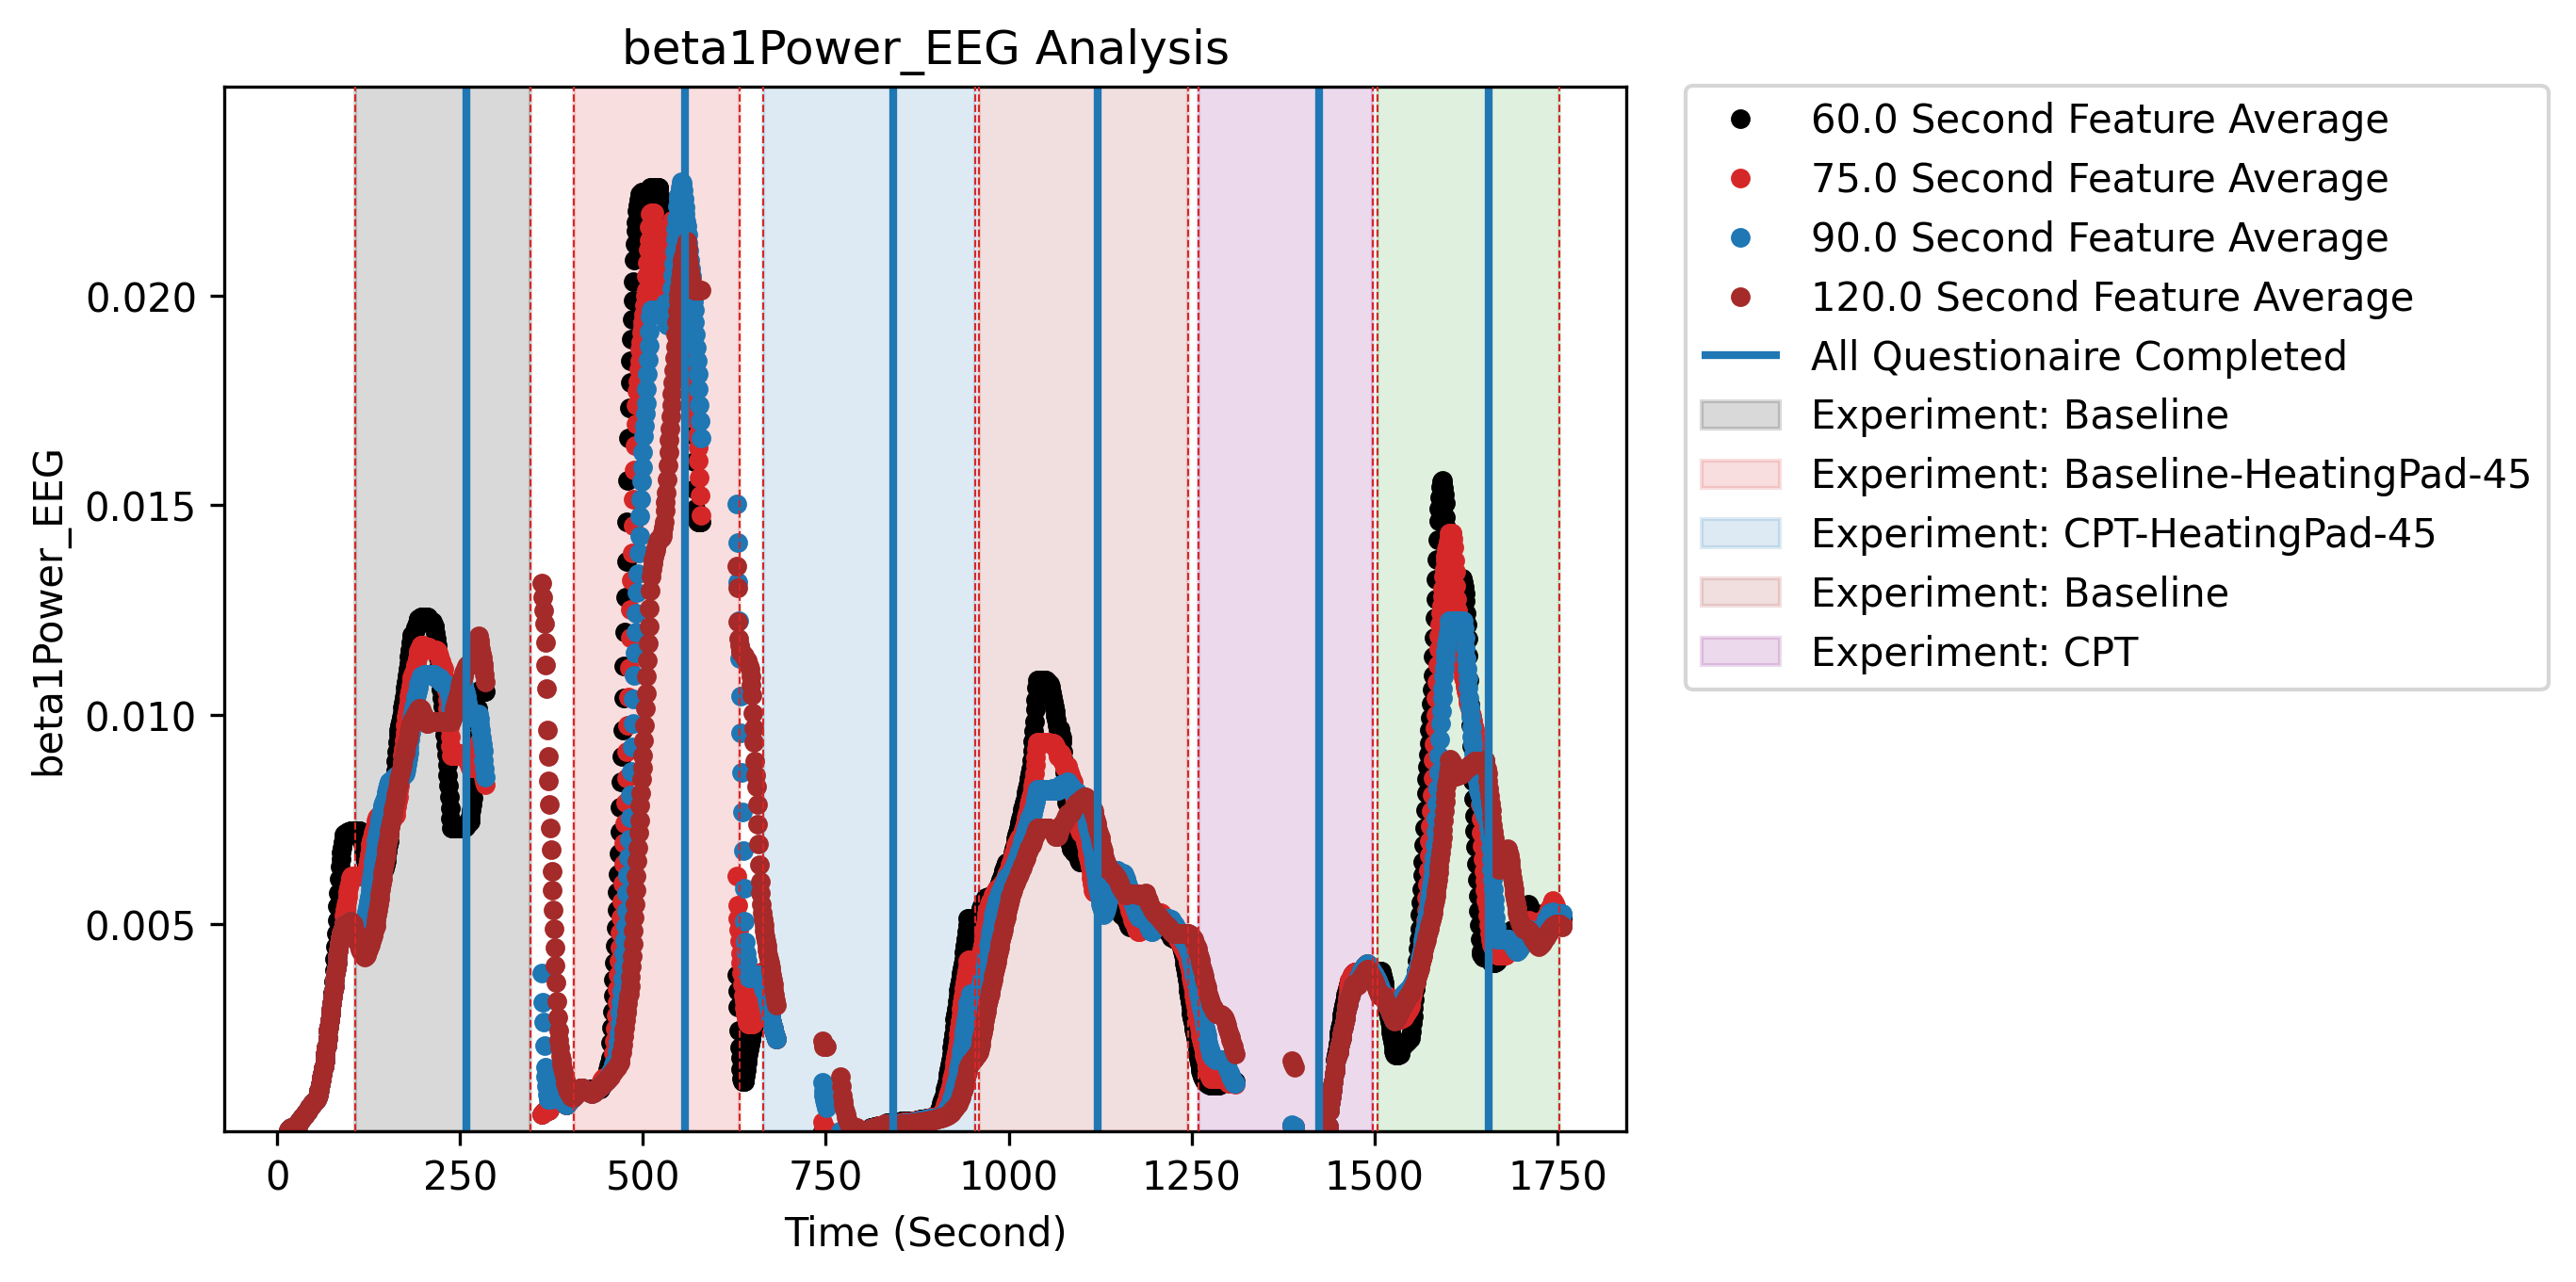 beta1Power_EEG Analysis
beta1Power_EEG
0.020
0.015
0.010
0.005
0
250
500
750
1000
1250
1500
1750
Time (Second)
60.0 Second Feature Average
75.0 Second Feature Average
90.0 Second Feature Average
120.0 Second Feature Average
All Questionaire Completed
Experiment: Baseline
Experiment: Baseline-HeatingPad-45
Experiment: CPT-HeatingPad-45
Experiment: Baseline
Experiment: CPT